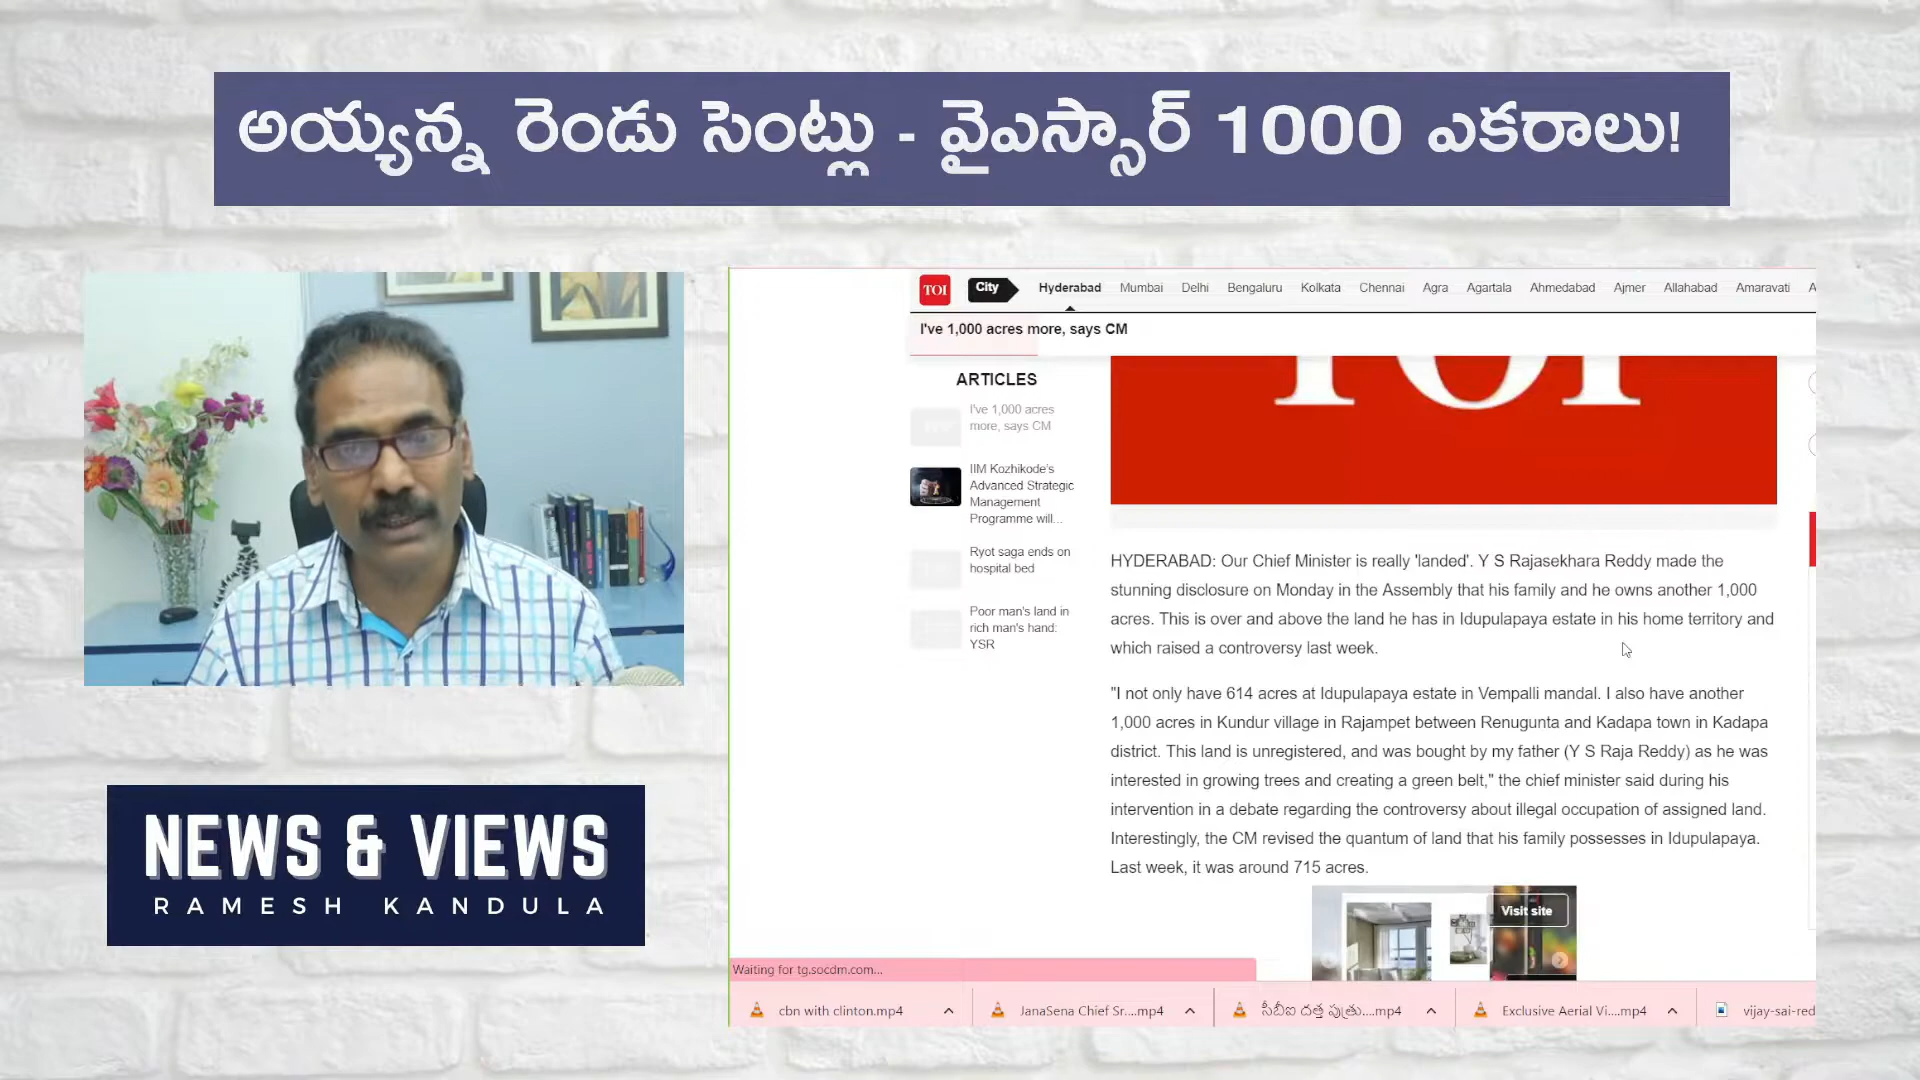 అయ్యన్న రెండు సెంట్లు - వైఎస్సార్ 1000 ఎకరాలు!
TOI
City
Hyderabad Mumbai Delhi Bengaluru Kolkata Chennai Agra Agartala Ahmedabad Ajmer Allahabad Amaravati A
I've 1,000 acres more, says CM
ARTICLES
I've 1,000 acres
more, says CM
IIM Kozhikode's
Advanced Strategic
Management
Programme will...
Ryot saga ends on
hospital bed
Poor man's land in
rich man's hand:
YSR
TOI
HYDERABAD: Our Chief Minister is really 'landed'. Y S Rajasekhara Reddy made the
stunning disclosure on Monday in the Assembly that his family and he owns another 1,000
acres. This is over and above the land he has in Idupulapaya estate in his home territory and
which raised a controversy last week.
"I not only have 614 acres at Idupulapaya estate in Vempalli mandal. I also have another
1,000 acres in Kundur village in Rajampet between Renugunta and Kadapa town in Kadapa
district. This land is unregistered, and was bought by my father (Y S Raja Reddy) as he was
interested in growing trees and creating a green belt," the chief minister said during his
intervention in a debate regarding the controversy about illegal occupation of assigned land.
Interestingly, the CM revised the quantum of land that his family possesses in Idupulapaya.
Last week, it was around 715 acres.
Visit site
Waiting for tg.socdm.com...
cbn with clinton.mp4
JanaSena Chief Sr....mp4
సీబీఐ దత్త పుత్రు....mp4
Exclusive Aerial Vi....mp4
vijay-sai-red
NEWS & VIEWS
RAMESH KANDULA